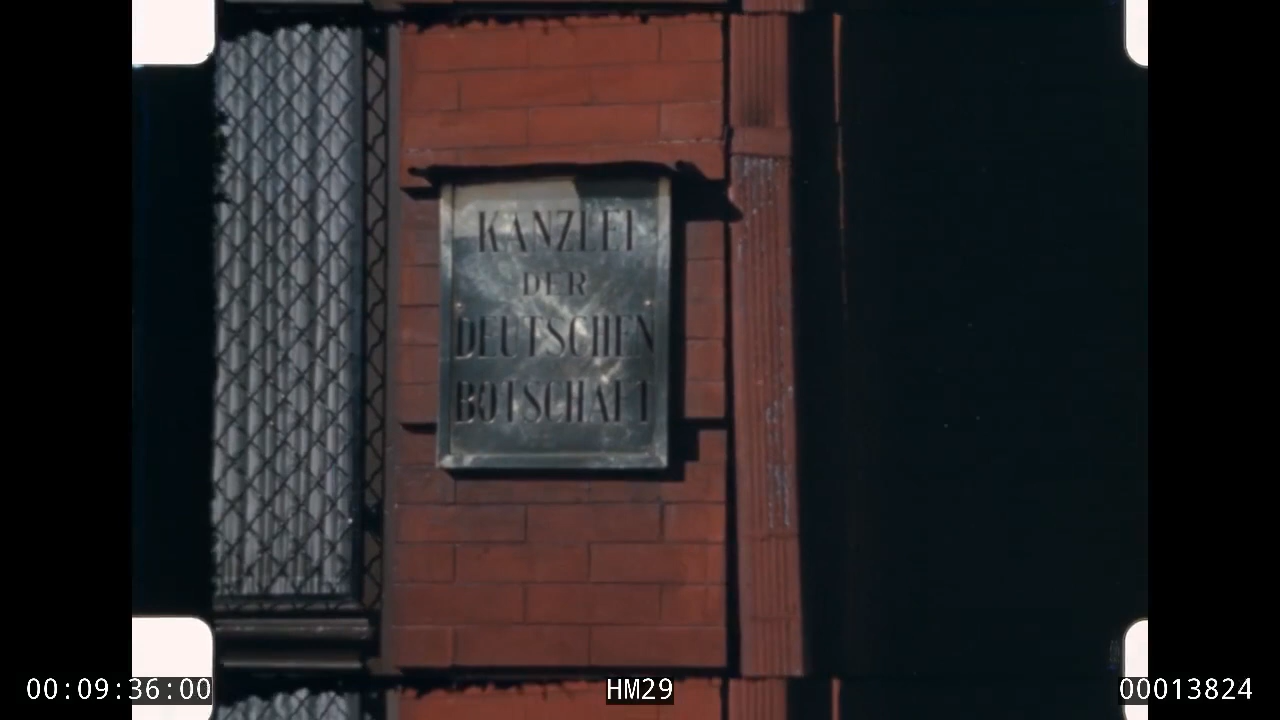 KANZLEI
DER
DEUTSCHEN
BOTSCHAFT
00:09:36:00
HM29
00013824